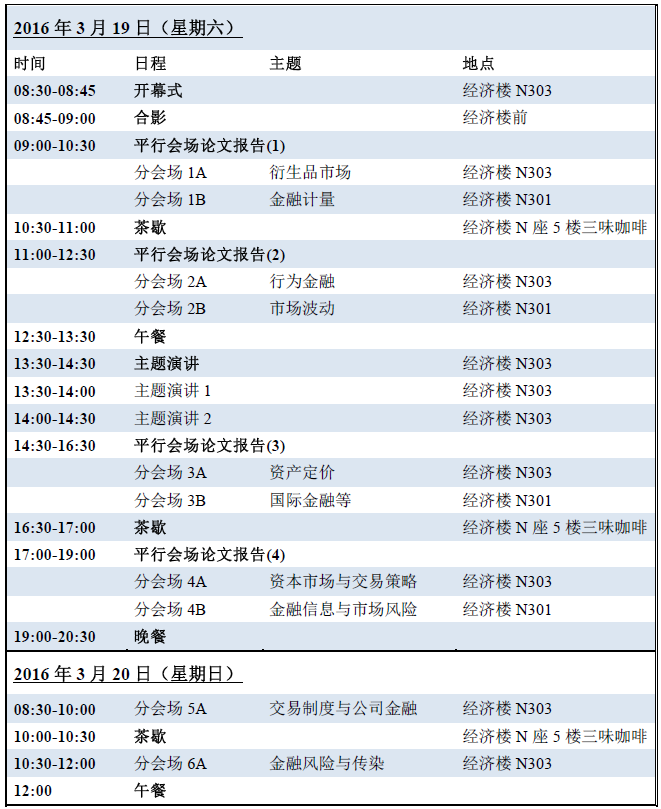 2016 年 3 月 19 日（星期六）
时间 日程 主题 地点
08:30-08:45 开幕式 经济楼 N303
08:45-09:00 合影 经济楼前
09:00-10:30 平行会场论文报告(1)
分会场 1A 衍生品市场 经济楼 N303
分会场 1B 金融计量 经济楼 N301
10:30-11:00 茶歇 经济楼 N 座 5 楼三味咖啡
11:00-12:30 平行会场论文报告(2)
分会场 2A 行为金融 经济楼 N303
分会场 2B 市场波动 经济楼 N301
12:30-13:30 午餐
13:30-14:30 主题演讲 经济楼 N303
13:30-14:00 主题演讲 1 经济楼 N303
14:00-14:30 主题演讲 2 经济楼 N303
14:30-16:30 平行会场论文报告(3)
分会场 3A 资产定价 经济楼 N303
分会场 3B 国际金融等 经济楼 N301
16:30-17:00 茶歇 经济楼 N 座 5 楼三味咖啡
17:00-19:00 平行会场论文报告(4)
分会场 4A 资本市场与交易策略 经济楼 N303
分会场 4B 金融信息与市场风险 经济楼 N301
19:00-20:30 晚餐
2016 年 3 月 20 日（星期日）
08:30-10:00 分会场 5A 交易制度与公司金融 经济楼 N303
10:00-10:30 茶歇 经济楼 N 座 5 楼三味咖啡
10:30-12:00 分会场 6A 金融风险与传染 经济楼 N303
12:00 午餐